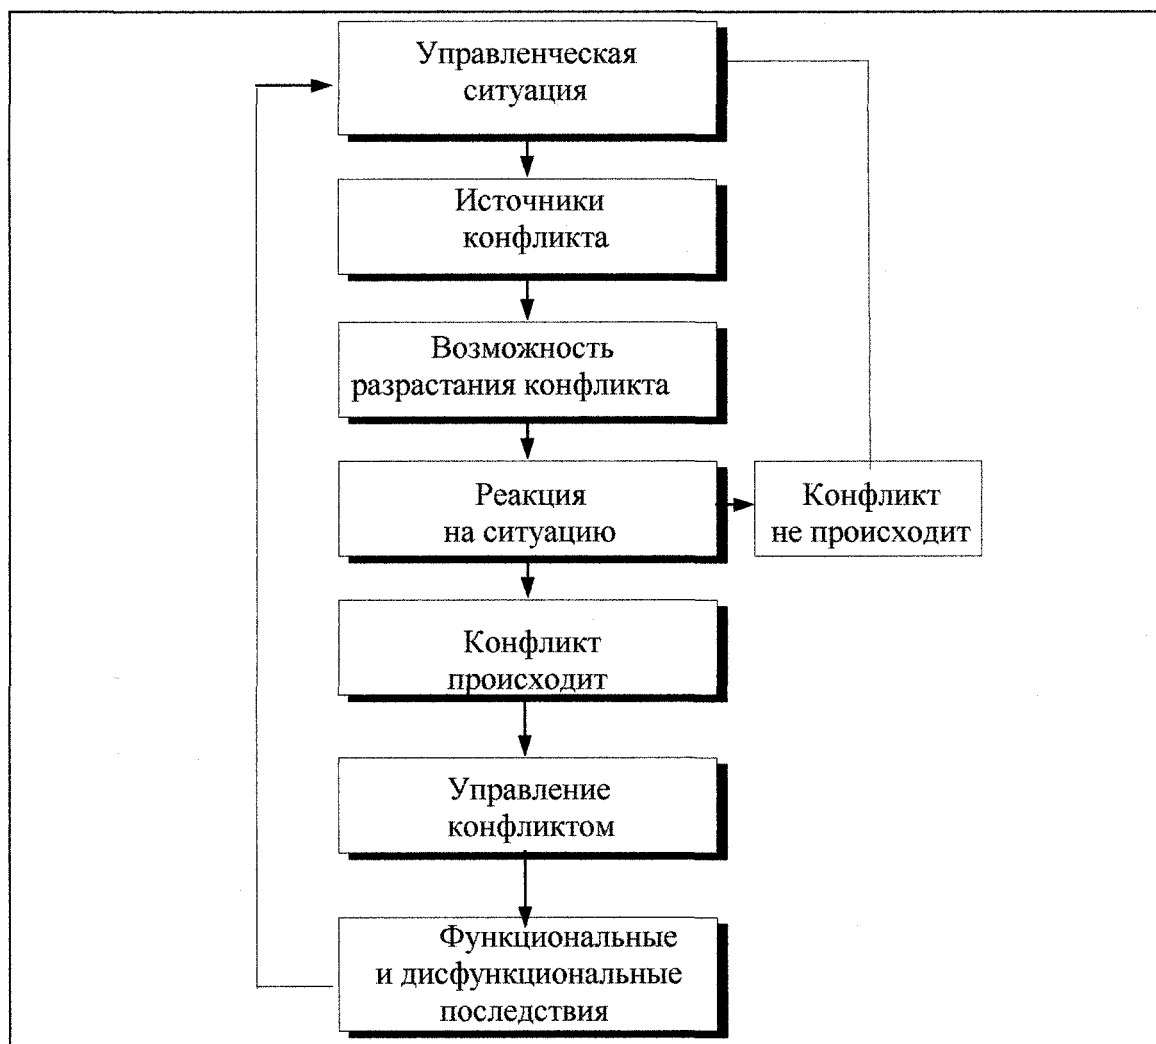 Управленческая
ситуация
Источники
конфликта
Возможность
разрастания конфликта
Реакция
на ситуацию
Конфликт
не происходит
Конфликт
происходит
Управление
конфликтом
Функциональные
и дисфункциональные
последствия